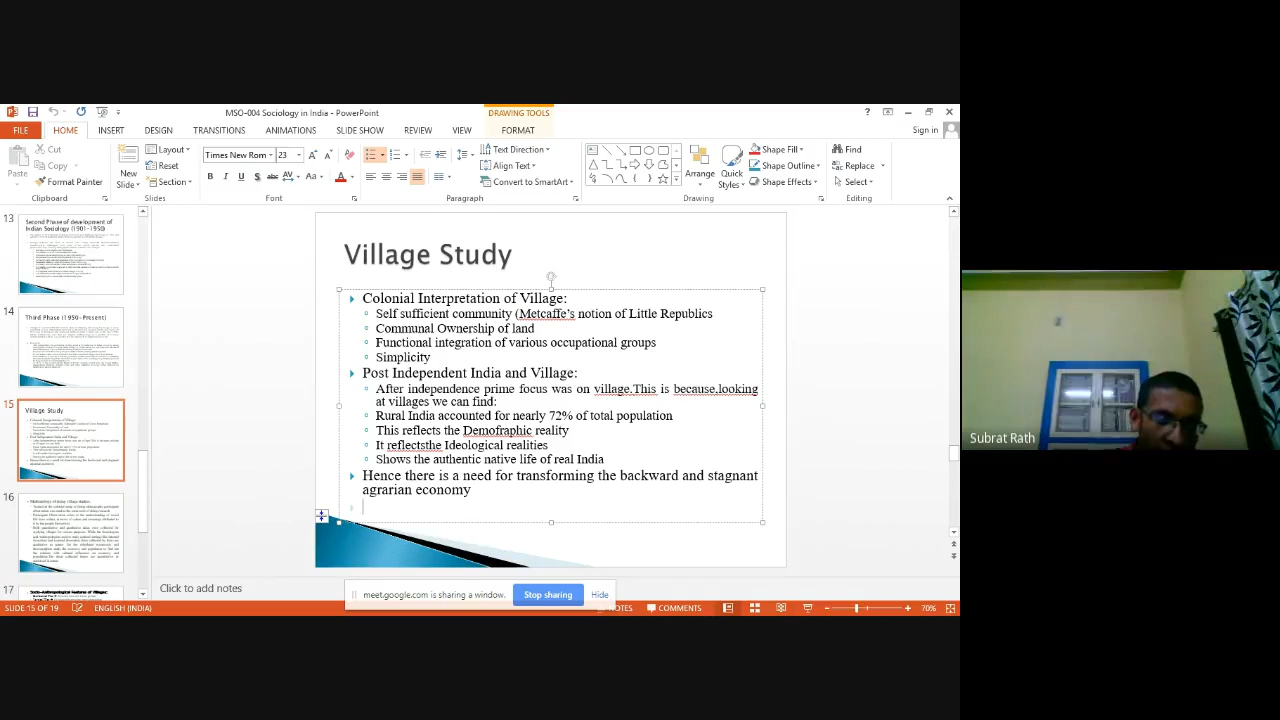 MSO-004 Sociology in India - PowerPoint
DRAWING TOOLS
Sign in
FILE HOME INSERT DESIGN TRANSITIONS ANIMATIONS SLIDE SHOW REVIEW VIEW FORMAT
Paste
Cut
Copy
Format Painter
Clipboard
New Slide
Layout
Reset
Section
Slides
Times New Rom 23
Font
Paragraph
Text Direction
Align Text
Convert to SmartArt
Arrange
Quick Styles
Shape Fill
Shape Outline
Shape Effects
Drawing
Find
Replace
Select
Editing
13
Second Phase of development of
Indian Sociology (1901-1950)
14
Third Phase (1950-Present)
15
Village Study
16
17
Village Study
Colonial Interpretation of Village:
Self sufficient community (Metcaffe's notion of Little Republics
Communal Ownership of land
Functional integration of various occupational groups
Simplicity
Post Independent India and Village:
After independence prime focus was on village.This is because,looking
at villages we can find:
Rural India accounted for nearly 72% of total population
This reflects the Demofraphic reality
It reflectsthe Ideological realities
Shows the authentic native life of real India
Hence there is a need for transforming the backward and stagnant
agrarian economy
Click to add notes
meet.google.com is sharing a window.
Stop sharing
Hide
SLIDE 15 OF 19
ENGLISH (INDIA)
NOTES
COMMENTS
70%
Subrat Rath